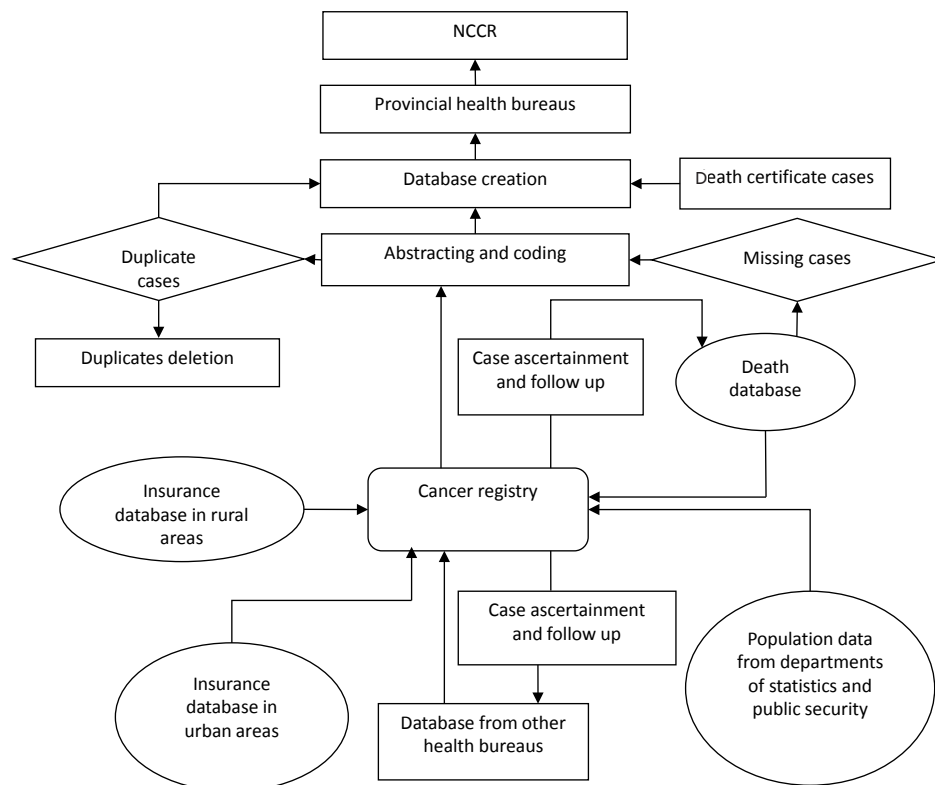 NCCR
Provincial health bureaus
Database creation
Death certificate cases
Duplicate
cases
Abstracting and coding
Missing cases
Duplicates deletion
Case ascertainment
and follow up
Death
database
Insurance
database in rural
areas
Cancer registry
Insurance
database in
urban areas
Case ascertainment
and follow up
Database from other
health bureaus
Population data
from departments
of statistics and
public security